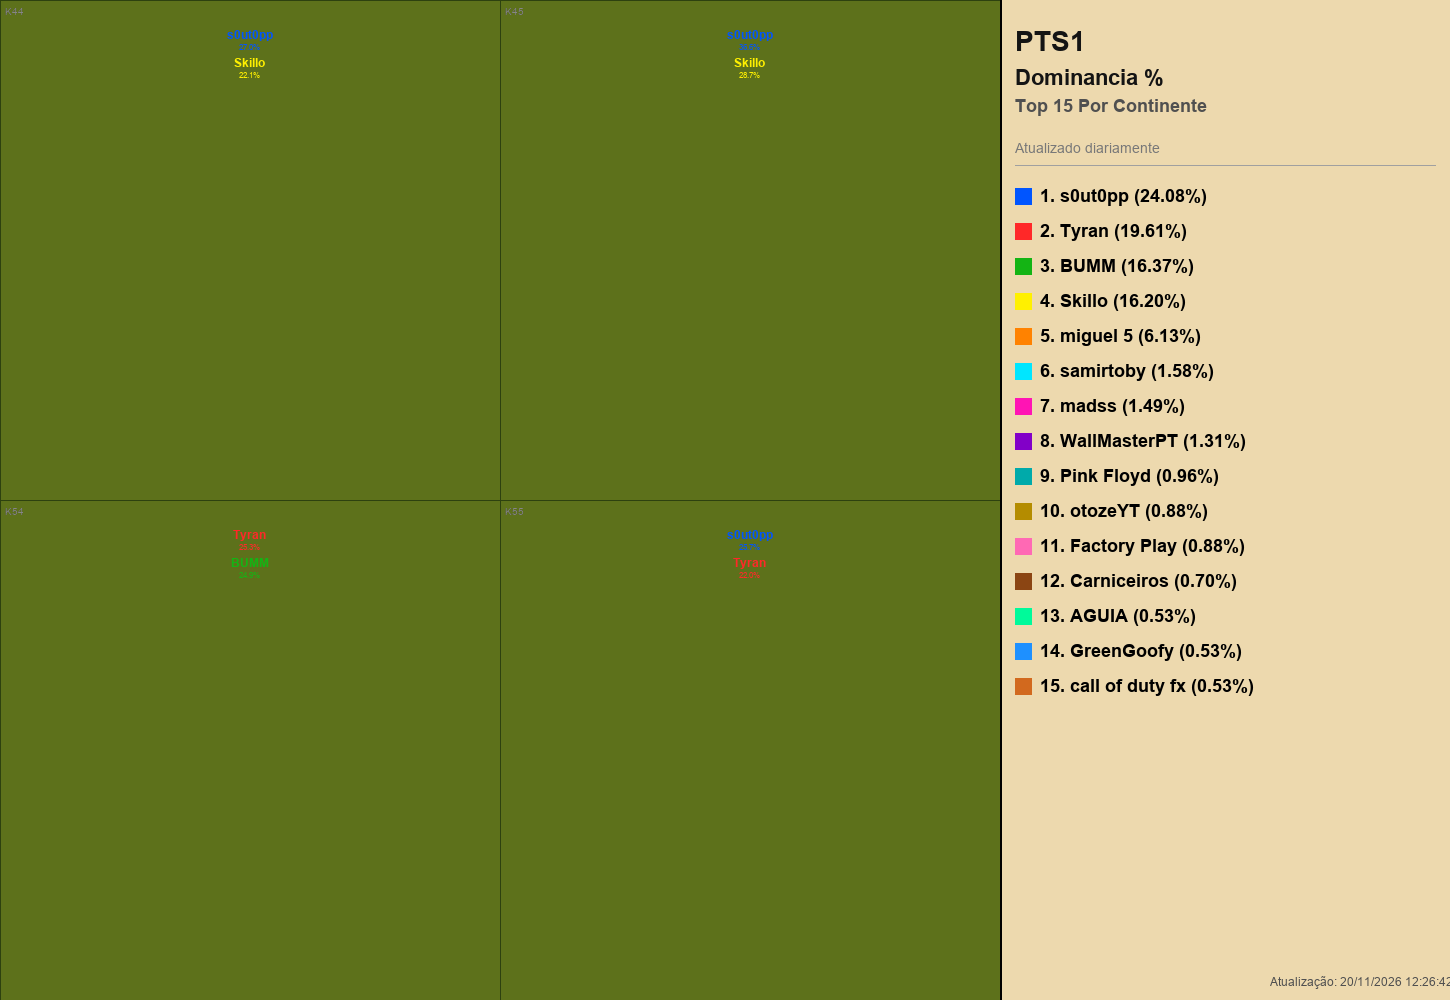 K44
s0ut0pp
Skillo
22.1%
K45
s0ut0pp
Skillo
28.7%
K54
Tyran
BUMM
K55
s0ut0pp
Tyran
PTS1
Dominancia %
Top 15 Por Continente
Atualizado diariamente
1. s0ut0pp (24.08%)
2. Tyran (19.61%)
3. BUMM (16.37%)
4. Skillo (16.20%)
5. miguel 5 (6.13%)
6. samirtoby (1.58%)
7. madss (1.49%)
8. WallMasterPT (1.31%)
9. Pink Floyd (0.96%)
10. otozeYT (0.88%)
11. Factory Play (0.88%)
12. Carniceiros (0.70%)
13. AGUIA (0.53%)
14. GreenGoofy (0.53%)
15. call of duty fx (0.53%)
Atualização: 20/11/2026 12:26:42